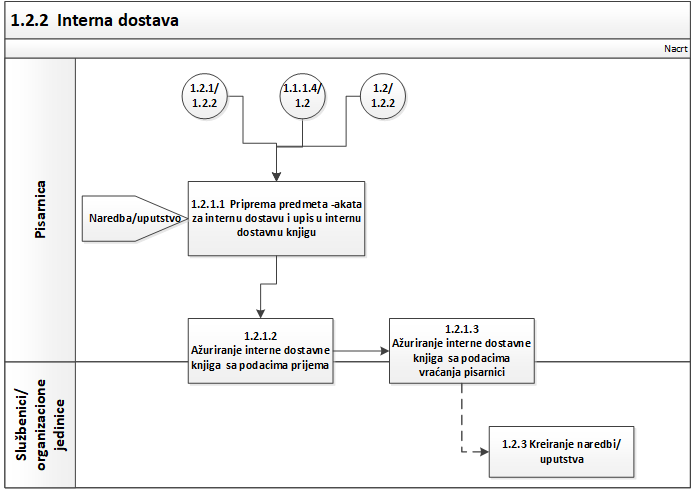 1.2.2 Interna dostava
Nacrt
Pisarnica
1.2.1/
1.2.2
1.1.1.4/
1.2
1.2/
1.2.2
Naredba/uputstvo
1.2.1.1 Priprema predmeta -akata
za internu dostavu i upis u internu
dostavnu knjigu
1.2.1.2
Ažuriranje interne dostavne
knjiga sa podacima prijema
1.2.1.3
Ažuriranje interne dostavne
knjiga sa podacima
vraćanja pisarnici
Službenici/
organizacione
jedinice
1.2.3 Kreiranje naredbi/
uputstva